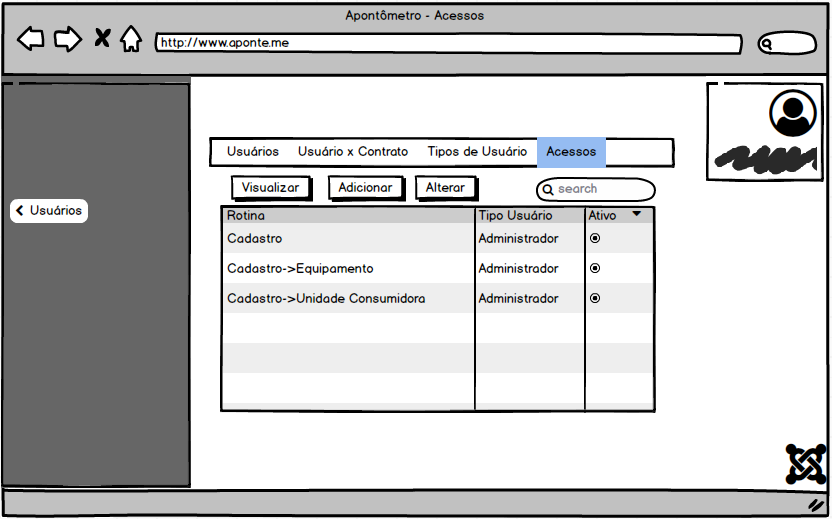 Apontômetro - Acessos
http://www.aponte.me
Usuários Usuário x Contrato Tipos de Usuário Acessos
Visualizar Adicionar Alterar search
Usuários
Rotina Tipo Usuário Ativo
Cadastro Administrador
Cadastro->Equipamento Administrador
Cadastro->Unidade Consumidora Administrador